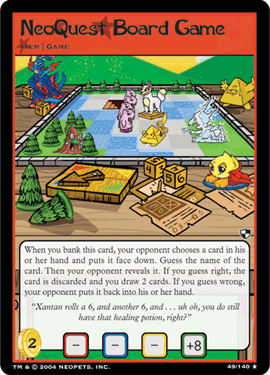 NeoQuest Board Game
Item | Game
When you bank this card, your opponent chooses a card in his
or her hand and puts it face down. Guess the name of the
card. Then your opponent reveals it. If you guess right, the
card is discarded and you draw 2 cards. If you guess wrong,
your opponent puts it back into his or her hand.
"Xantan rolls a 6, and another 6, and . . . uh oh, you do still
have that healing potion, right?"
2 – – – +8
TM & © 2004 NEOPETS, INC. 49/140 ★